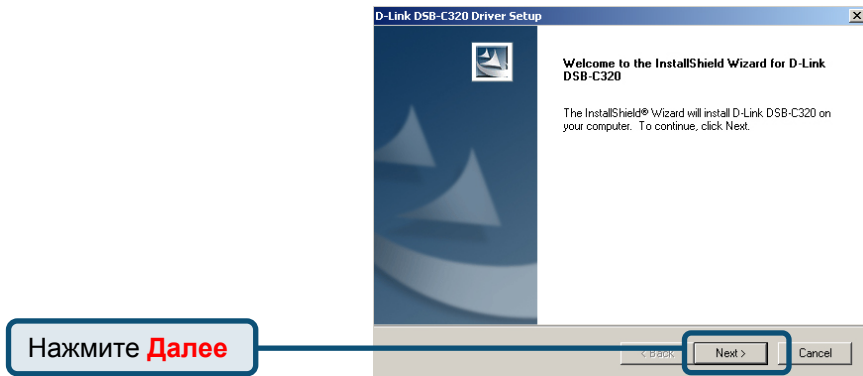 D-Link DSB-C320 Driver Setup
Welcome to the InstallShield Wizard for D-Link
DSB-C320
The InstallShield® Wizard will install D-Link DSB-C320 on
your computer. To continue, click Next.
Нажмите Далее
< Back
Next >
Cancel